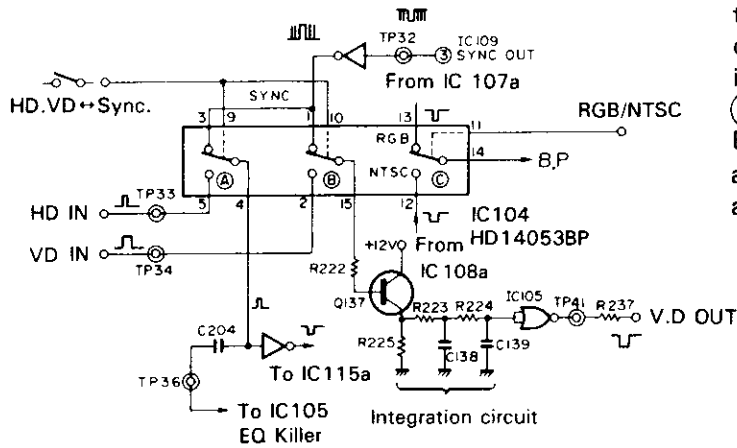 TP32
3 IC109
SYNC OUT
From IC 107a
HD.VD↔Sync.
SYNC
3 9 1 10 13 11
RGB/NTSC
RGB
14
B.P
NTSC
A B C
HD IN
TP33
5 4 2 15 12
VD IN
TP34
IC104
HD14053BP
From
IC 108a
+12V
R222
Q137
R223 R224 IC105 TP41 R237
V.D OUT
R225
C138 C139
C204
TP36
To IC115a
To IC105
EQ Killer
Integration circuit